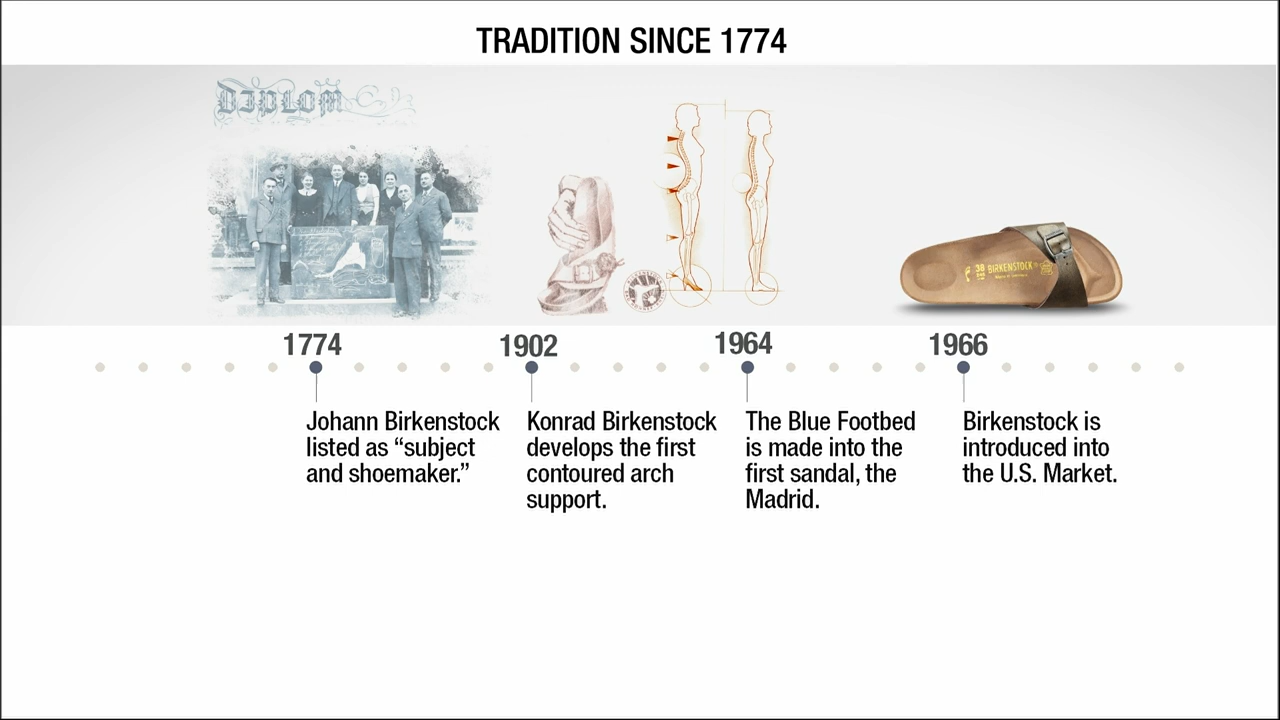 TRADITION SINCE 1774
Diplom
38
BIRKENSTOCK
1774
1902
1964
1966
Johann Birkenstock
listed as “subject
and shoemaker.”
Konrad Birkenstock
develops the first
contoured arch
support.
The Blue Footbed
is made into the
first sandal, the
Madrid.
Birkenstock is
introduced into
the U.S. Market.